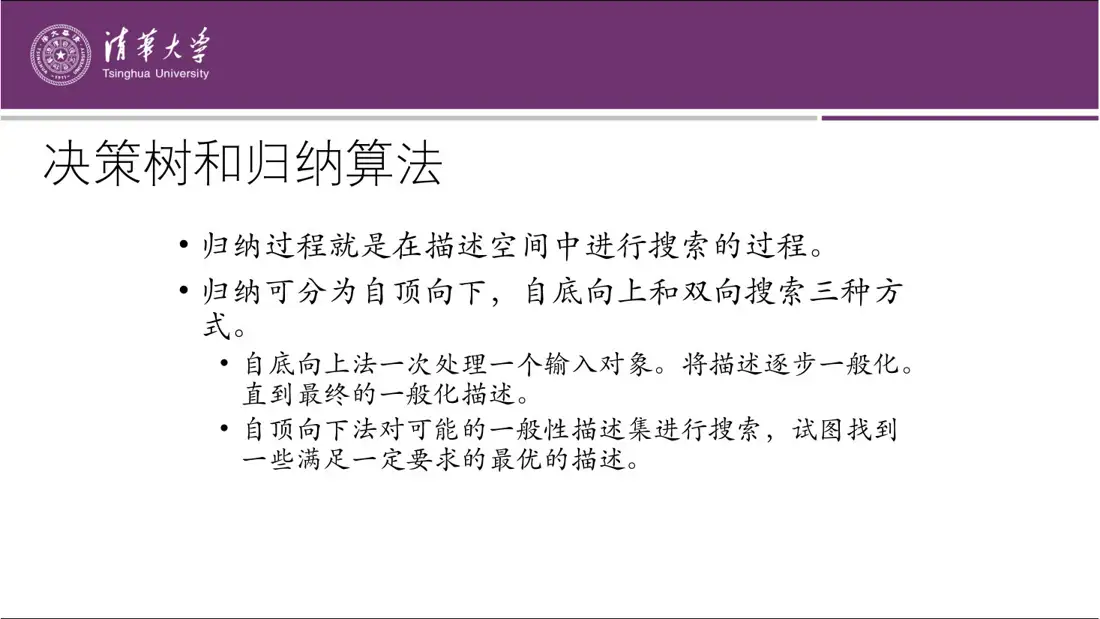 清华大学
Tsinghua University
决策树和归纳算法
• 归纳过程就是在描述空间中进行搜索的过程。
• 归纳可分为自顶向下，自底向上和双向搜索三种方
式。
• 自底向上法一次处理一个输入对象。将描述逐步一般化。
直到最终的一般化描述。
• 自顶向下法对可能的一般性描述集进行搜索，试图找到
一些满足一定要求的最优的描述。